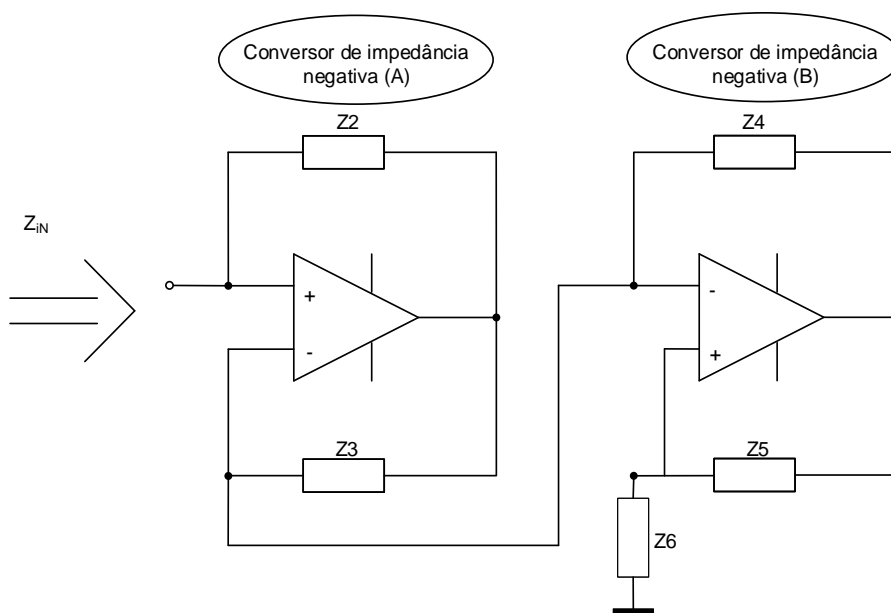 Conversor de impedância
negativa (A)
Conversor de impedância
negativa (B)
Z2
Z4
ZiN
+
-
-
+
Z3
Z5
Z6